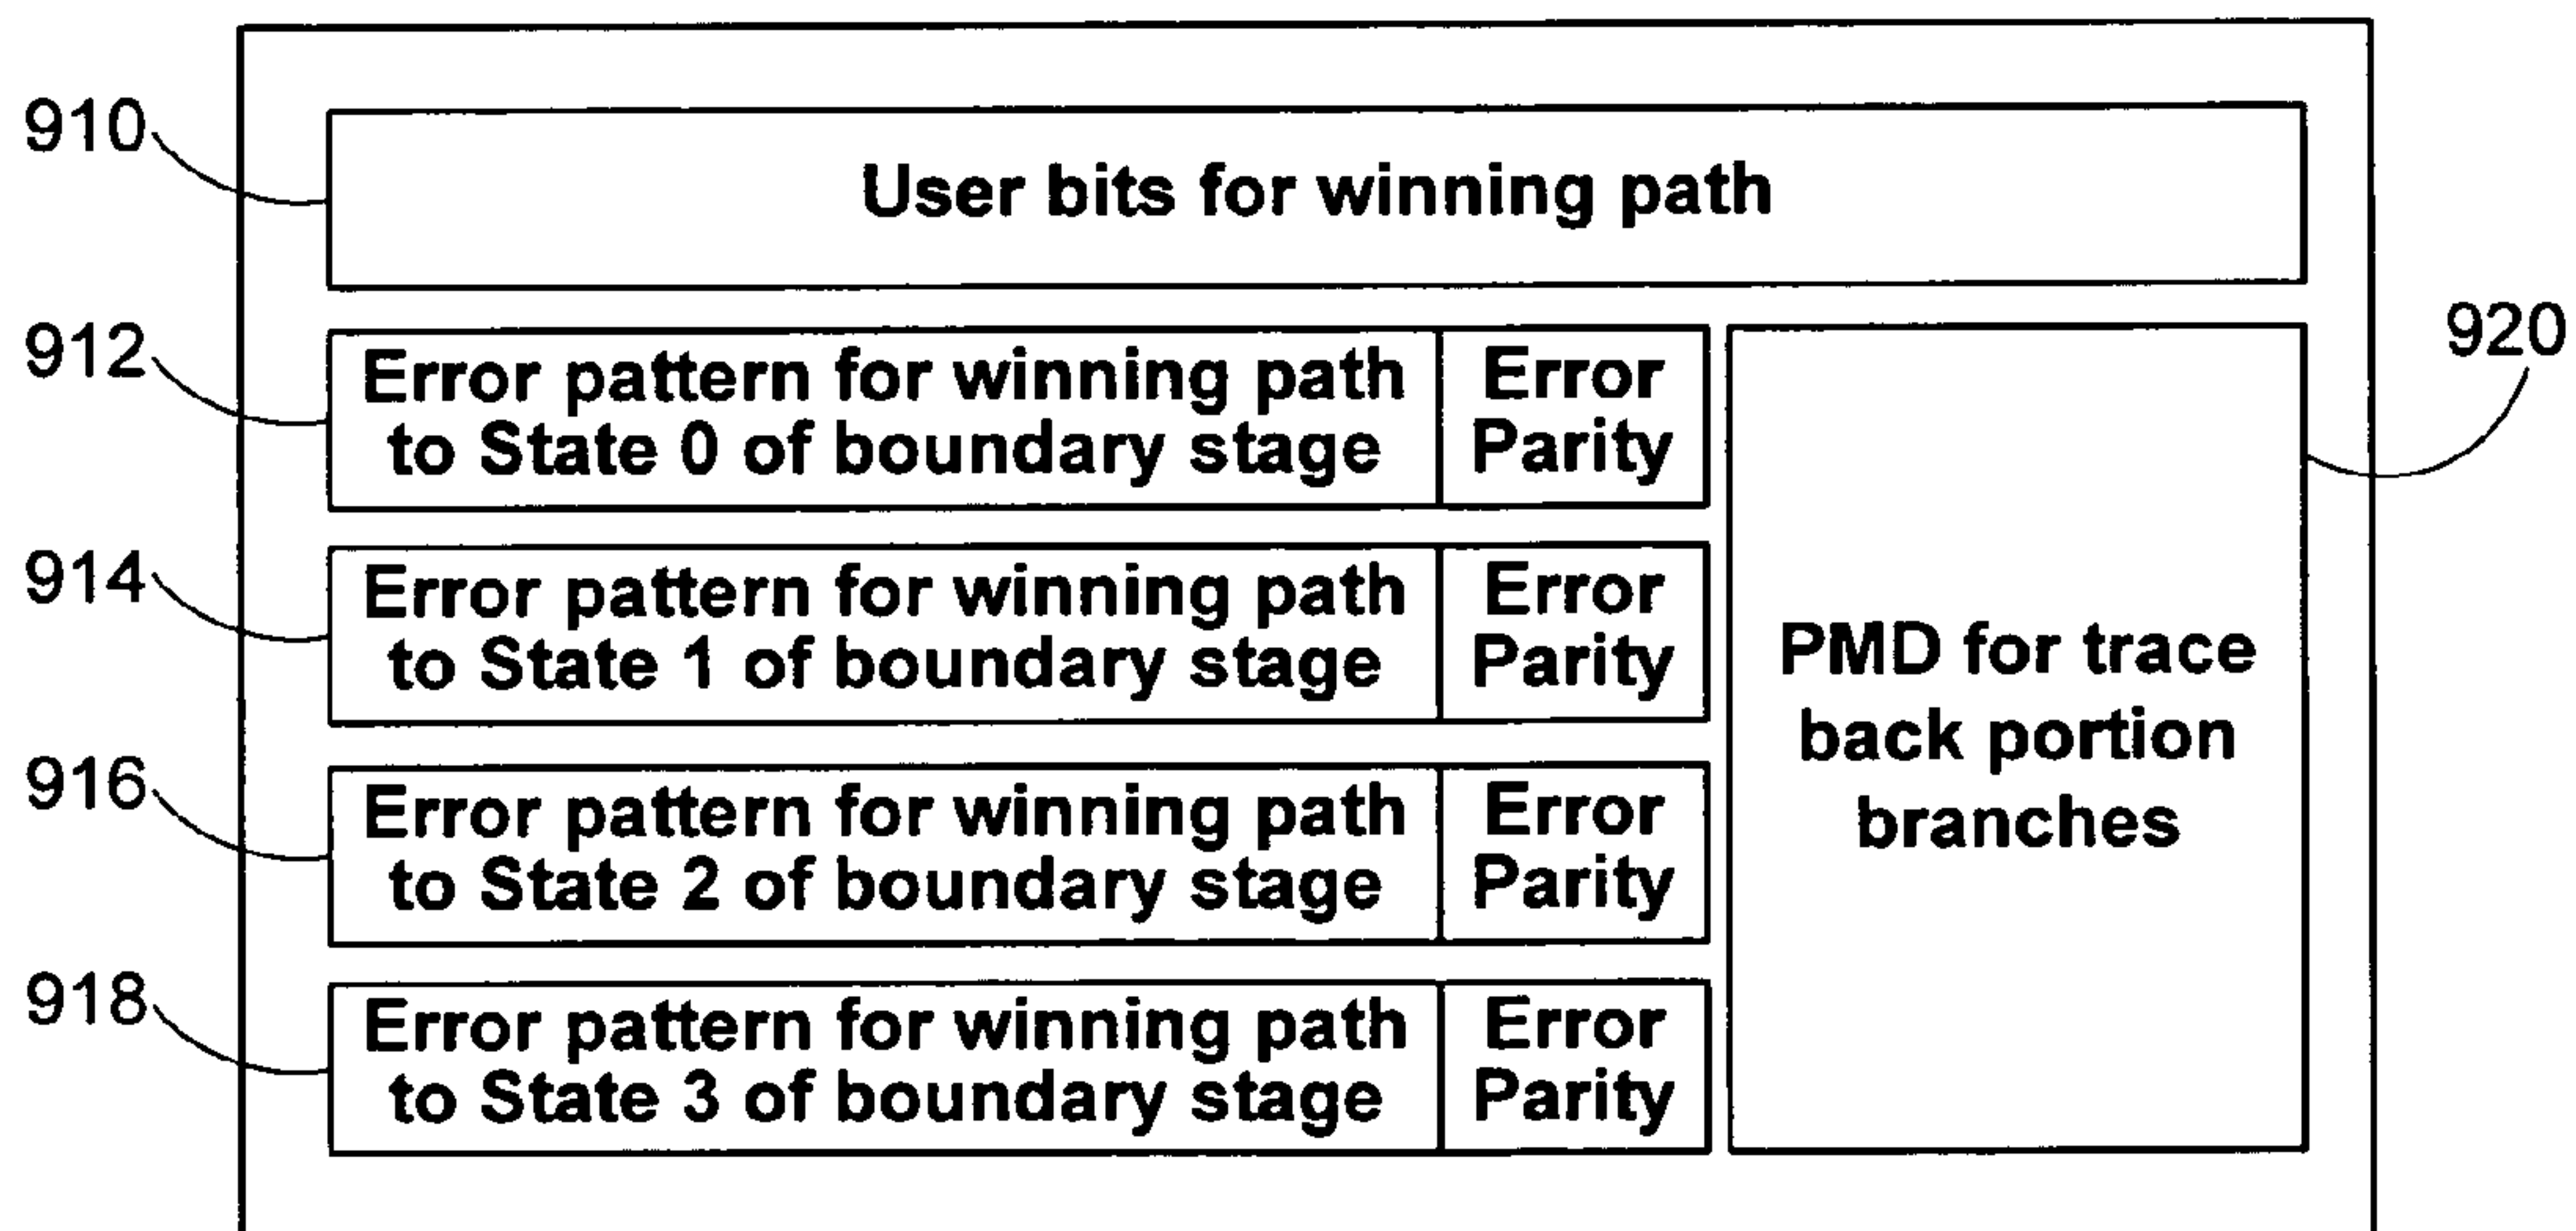 910
User bits for winning path
912
Error pattern for winning path
to State 0 of boundary stage
Error
Parity
920
914
Error pattern for winning path
to State 1 of boundary stage
Error
Parity
PMD for trace
back portion
branches
916
Error pattern for winning path
to State 2 of boundary stage
Error
Parity
918
Error pattern for winning path
to State 3 of boundary stage
Error
Parity